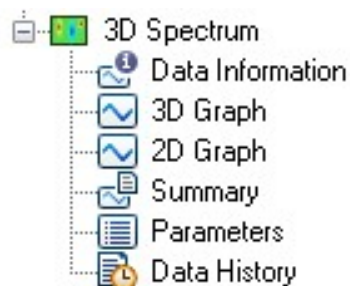 3D Spectrum
Data Information
3D Graph
2D Graph
Summary
Parameters
Data History